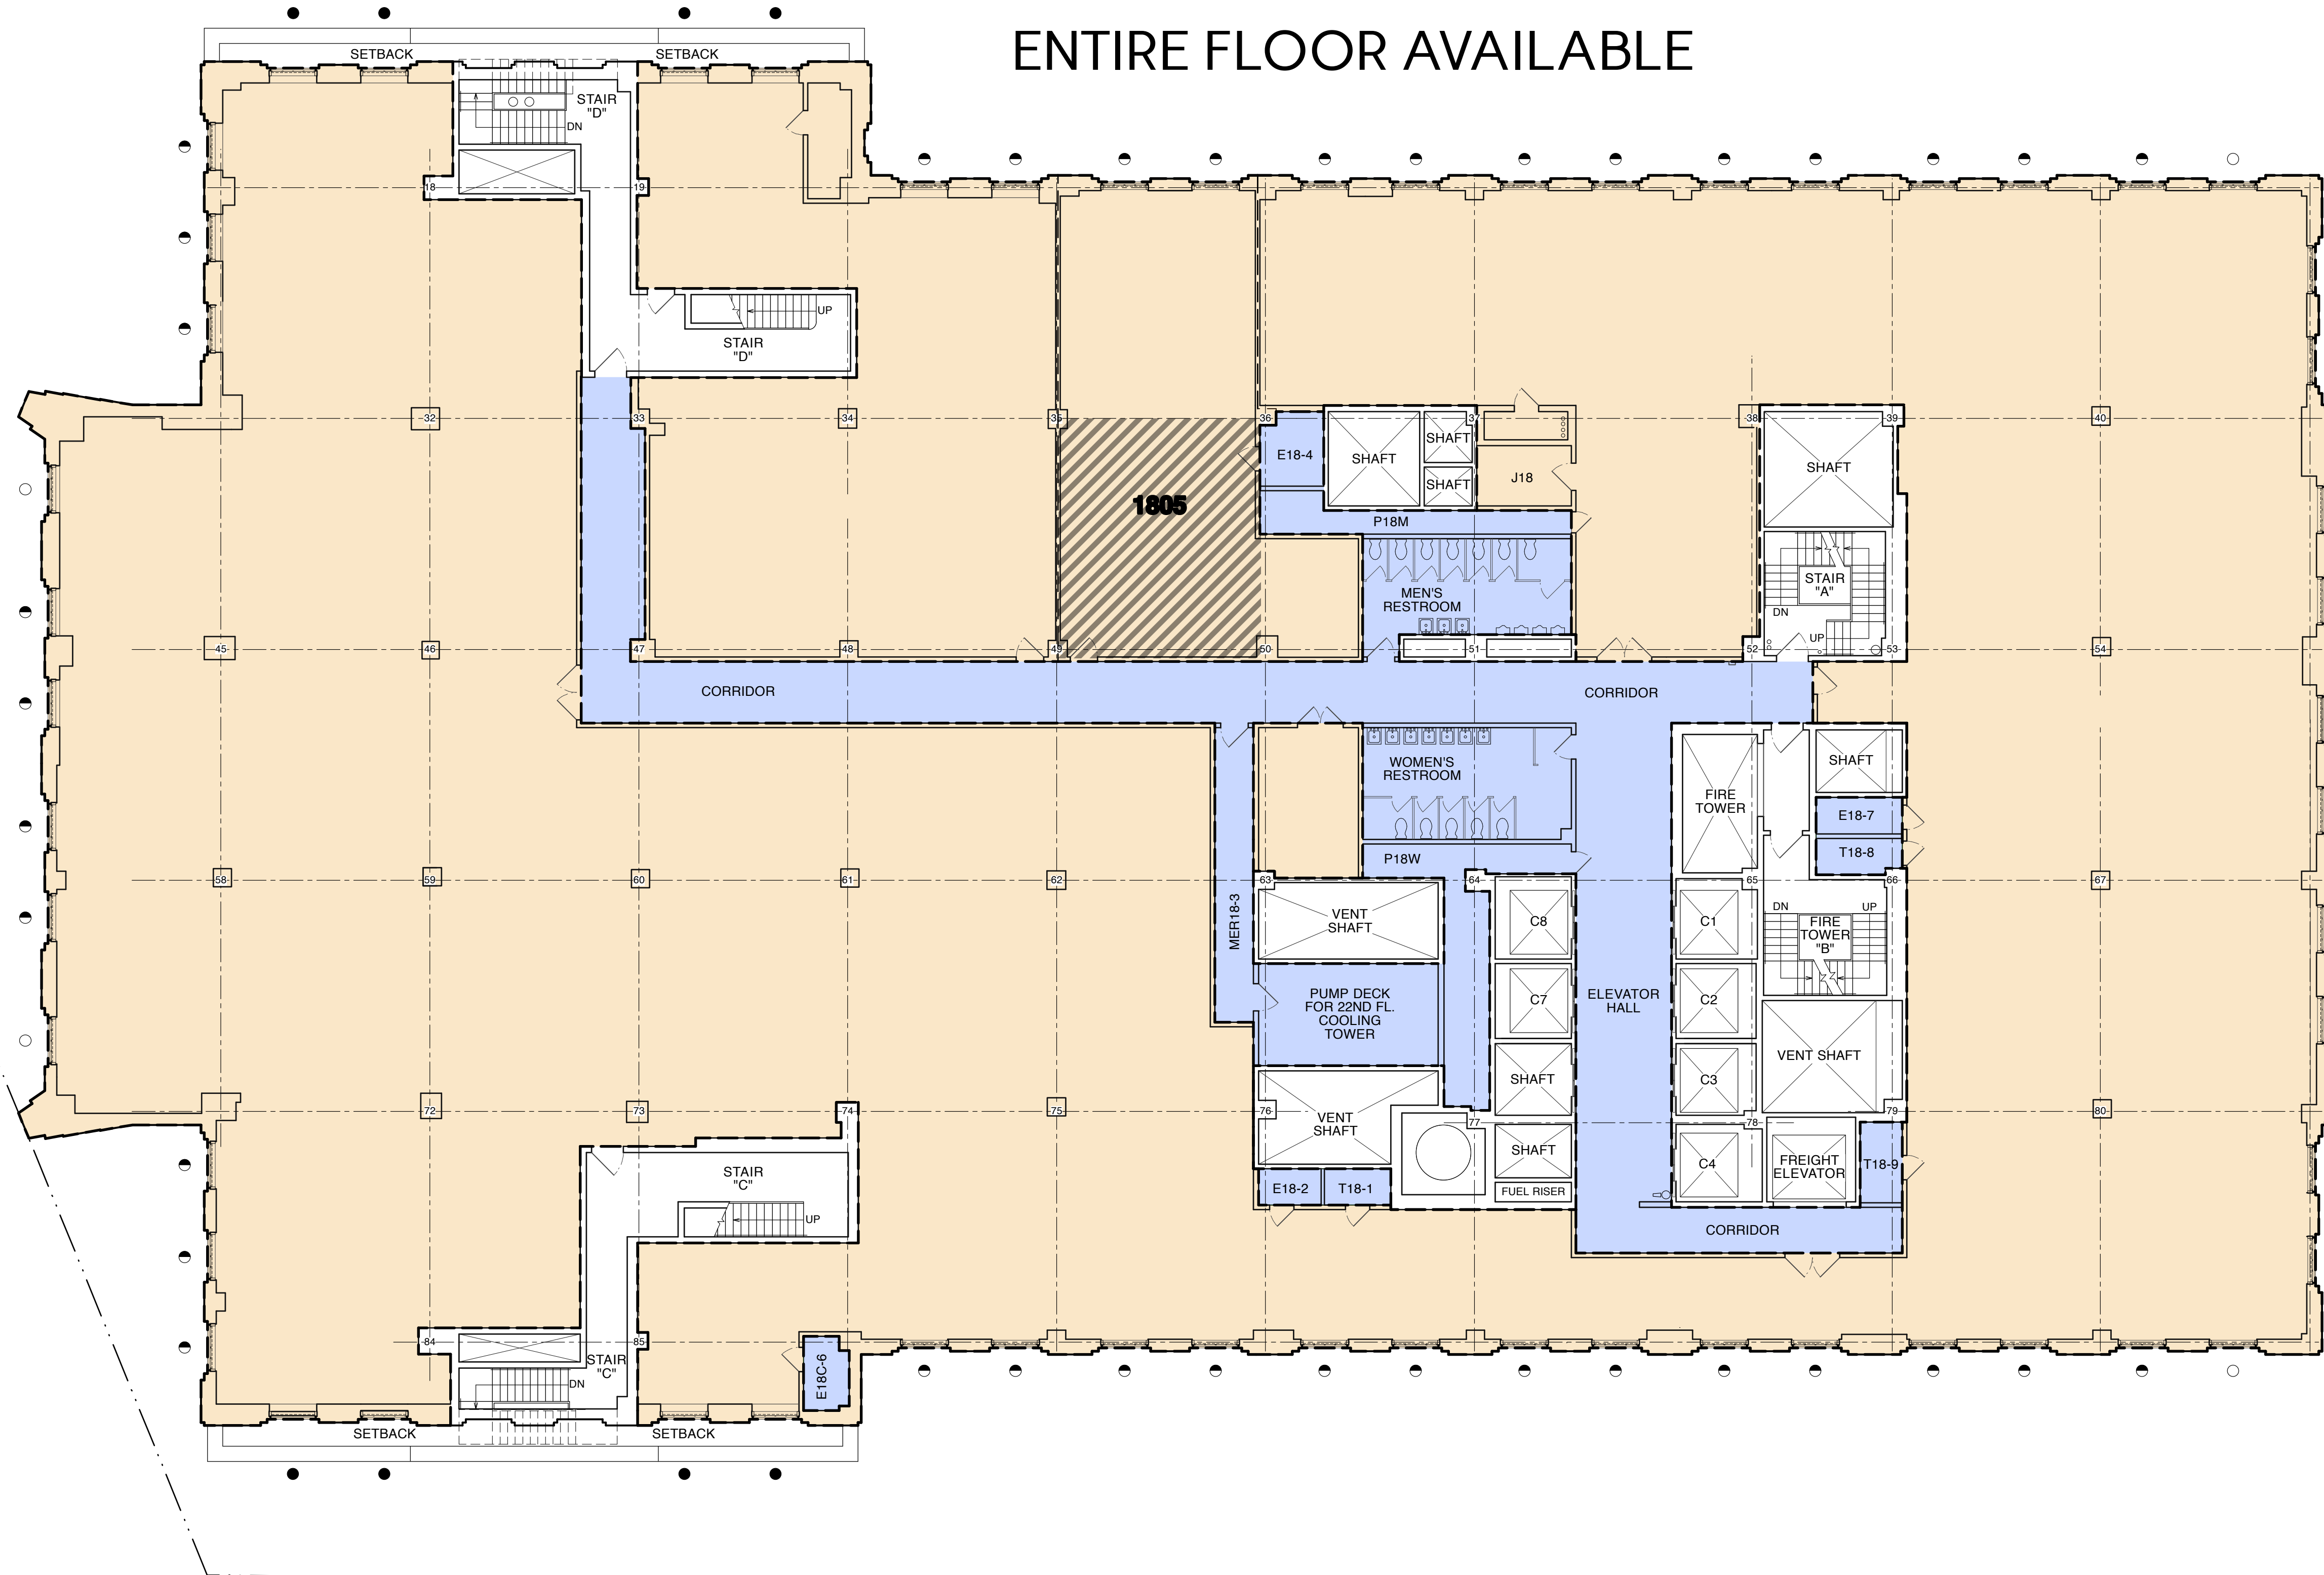 ENTIRE FLOOR AVAILABLE
SETBACK
SETBACK
STAIR
"D"
DN
18
19
UP
STAIR
"D"
32
33
34
35
36
37
38
39
40
E18-4
SHAFT
SHAFT
SHAFT
J18
SHAFT
1805
P18M
MEN'S
RESTROOM
STAIR
"A"
DN
UP
45
46
47
48
49
50
51
52
53
54
CORRIDOR
CORRIDOR
WOMEN'S
RESTROOM
FIRE
TOWER
SHAFT
E18-7
T18-8
P18W
58
59
60
61
62
63
64
65
66
67
MER18-3
VENT
SHAFT
C8
C1
DN
UP
FIRE
TOWER
"B"
PUMP DECK
FOR 22ND FL.
COOLING
TOWER
C7
ELEVATOR
HALL
C2
VENT SHAFT
SHAFT
C3
72
73
74
75
76
77
78
79
80
VENT
SHAFT
SHAFT
C4
FREIGHT
ELEVATOR
T18-9
STAIR
"C"
UP
E18-2
T18-1
FUEL RISER
CORRIDOR
84
85
STAIR
"C"
DN
E18C-6
SETBACK
SETBACK